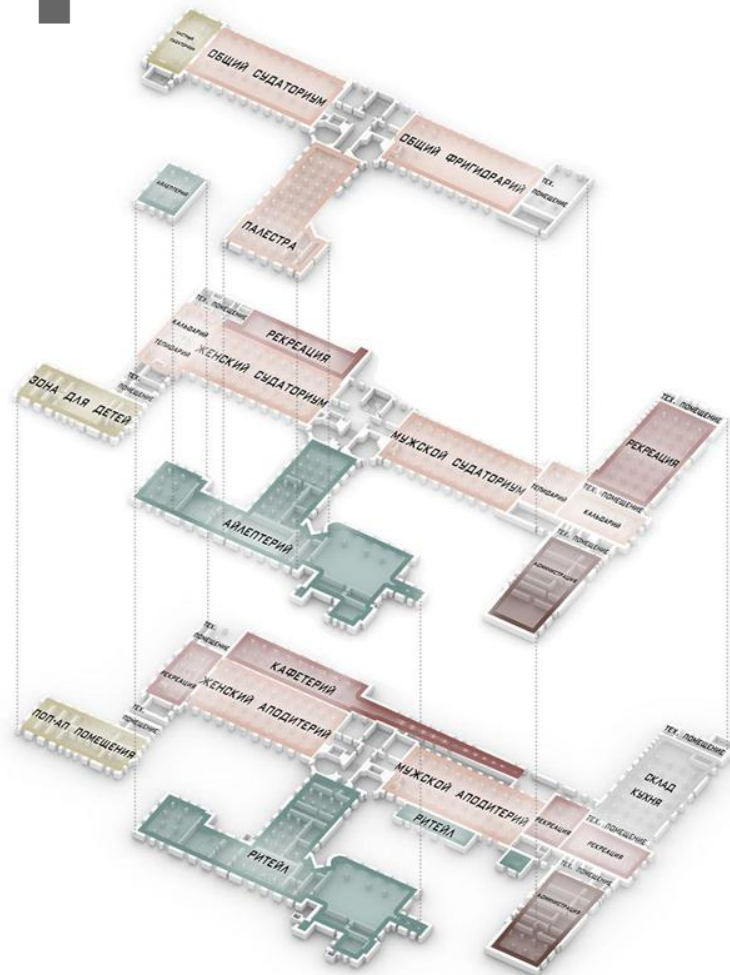 ОБЩИЙ СУДАТОРИУМ
ОБЩИЙ ФРИГИДРАРИЙ
ТЕХ.
ПОМЕЩЕНИЕ
АЙЛЕПТЕРИЙ
ПАЛЕСТРА
ТЕХ. ПОМЕЩЕНИЕ
КАЛЬДАРИЙ
ТЕПИДАРИЙ
РЕКРЕАЦИЯ
ЖЕНСКИЙ СУДАТОРИУМ
ТЕХ.
ПОМЕЩЕНИЕ
ЗОНА ДЛЯ ДЕТЕЙ
ТЕХ. ПОМЕЩЕНИЕ
РЕКРЕАЦИЯ
МУЖСКОЙ СУДАТОРИУМ
ТЕПИДАРИЙ
ТЕХ. ПОМЕЩЕНИЕ
КАЛЬДАРИЙ
АЙЛЕПТЕРИЙ
ТЕХ. ПОМЕЩЕНИЕ
АДМИНИСТРАЦИЯ
ТЕХ.
ПОМЕЩЕНИЕ
КАФЕТЕРИЙ
РЕКРЕАЦИЯ
ЖЕНСКИЙ АПОДИТЕРИЙ
ТЕХ.
ПОМЕЩЕНИЕ
ПОП-АП ПОМЕЩЕНИЯ
ТЕХ. ПОМЕЩЕНИЕ
СКЛАД
КУХНЯ
МУЖСКОЙ АПОДИТЕРИЙ
РИТЕЙЛ
РЕКРЕАЦИЯ
ТЕХ. ПОМЕЩЕНИЕ
РЕКРЕАЦИЯ
РИТЕЙЛ
ТЕХ. ПОМЕЩЕНИЕ
АДМИНИСТРАЦИЯ